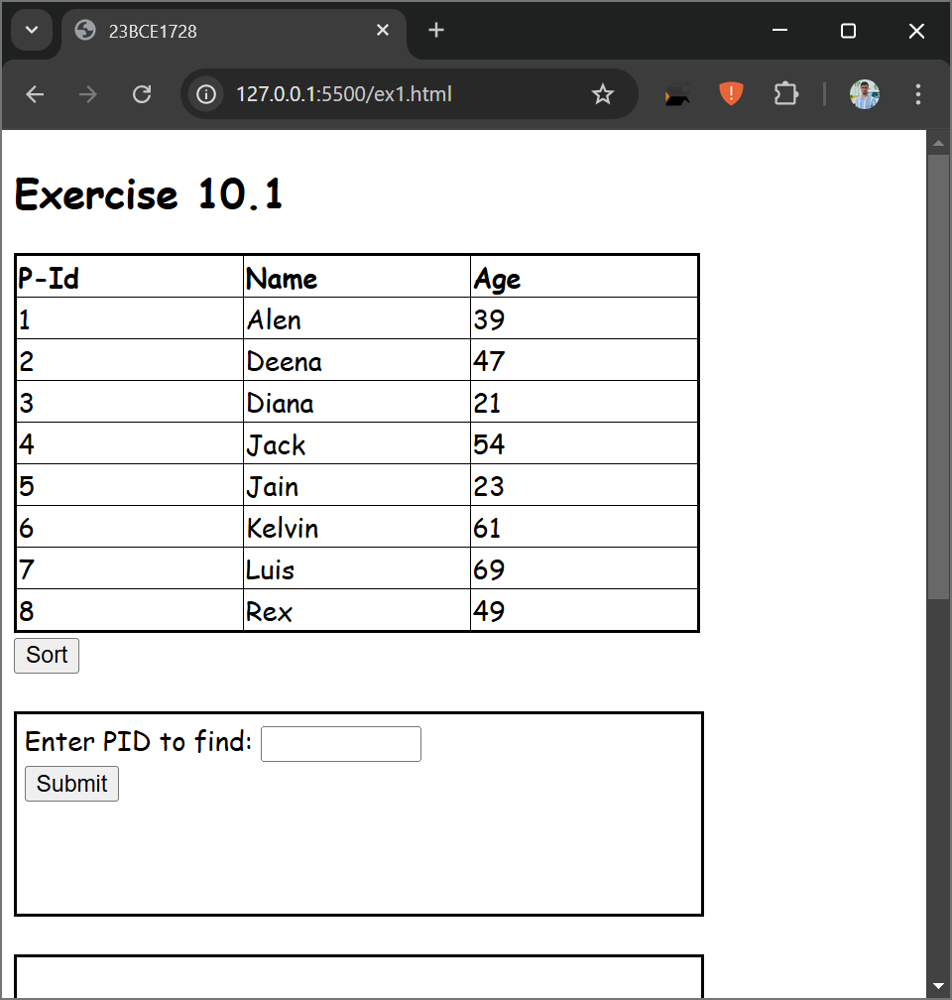 23BCE1728
127.0.0.1:5500/ex1.html
Exercise 10.1
P-Id Name Age
1 Alen 39
2 Deena 47
3 Diana 21
4 Jack 54
5 Jain 23
6 Kelvin 61
7 Luis 69
8 Rex 49
Sort
Enter PID to find:
Submit